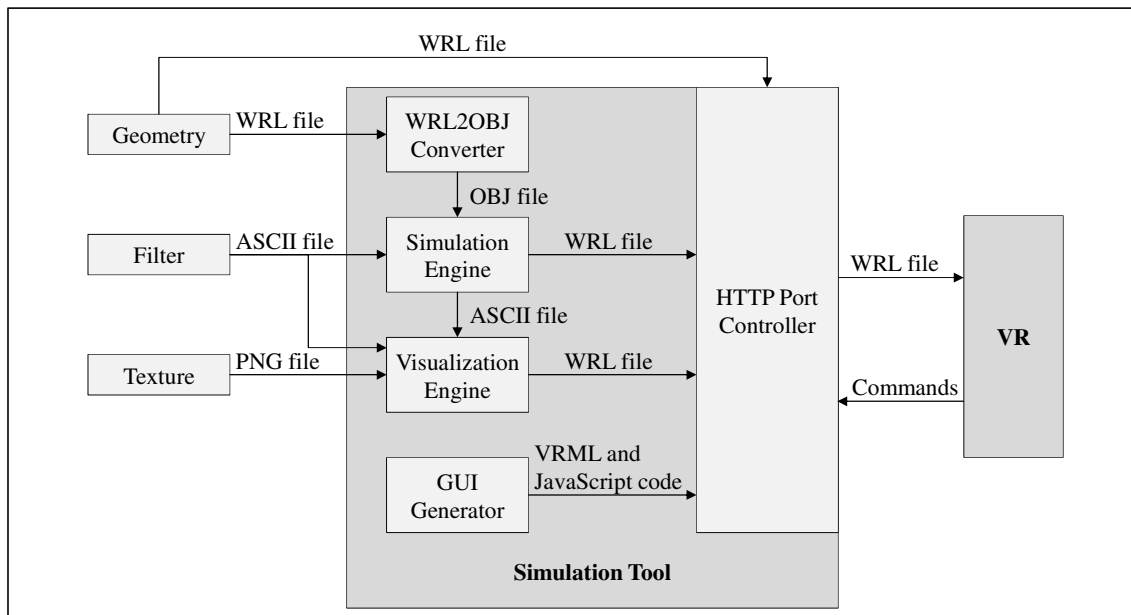 WRL file
Geometry
WRL file
WRL2OBJ
Converter
OBJ file
Filter
ASCII file
Simulation
Engine
WRL file
HTTP Port
Controller
WRL file
VR
Commands
ASCII file
Texture
PNG file
Visualization
Engine
WRL file
GUI
Generator
VRML and
JavaScript code
Simulation Tool